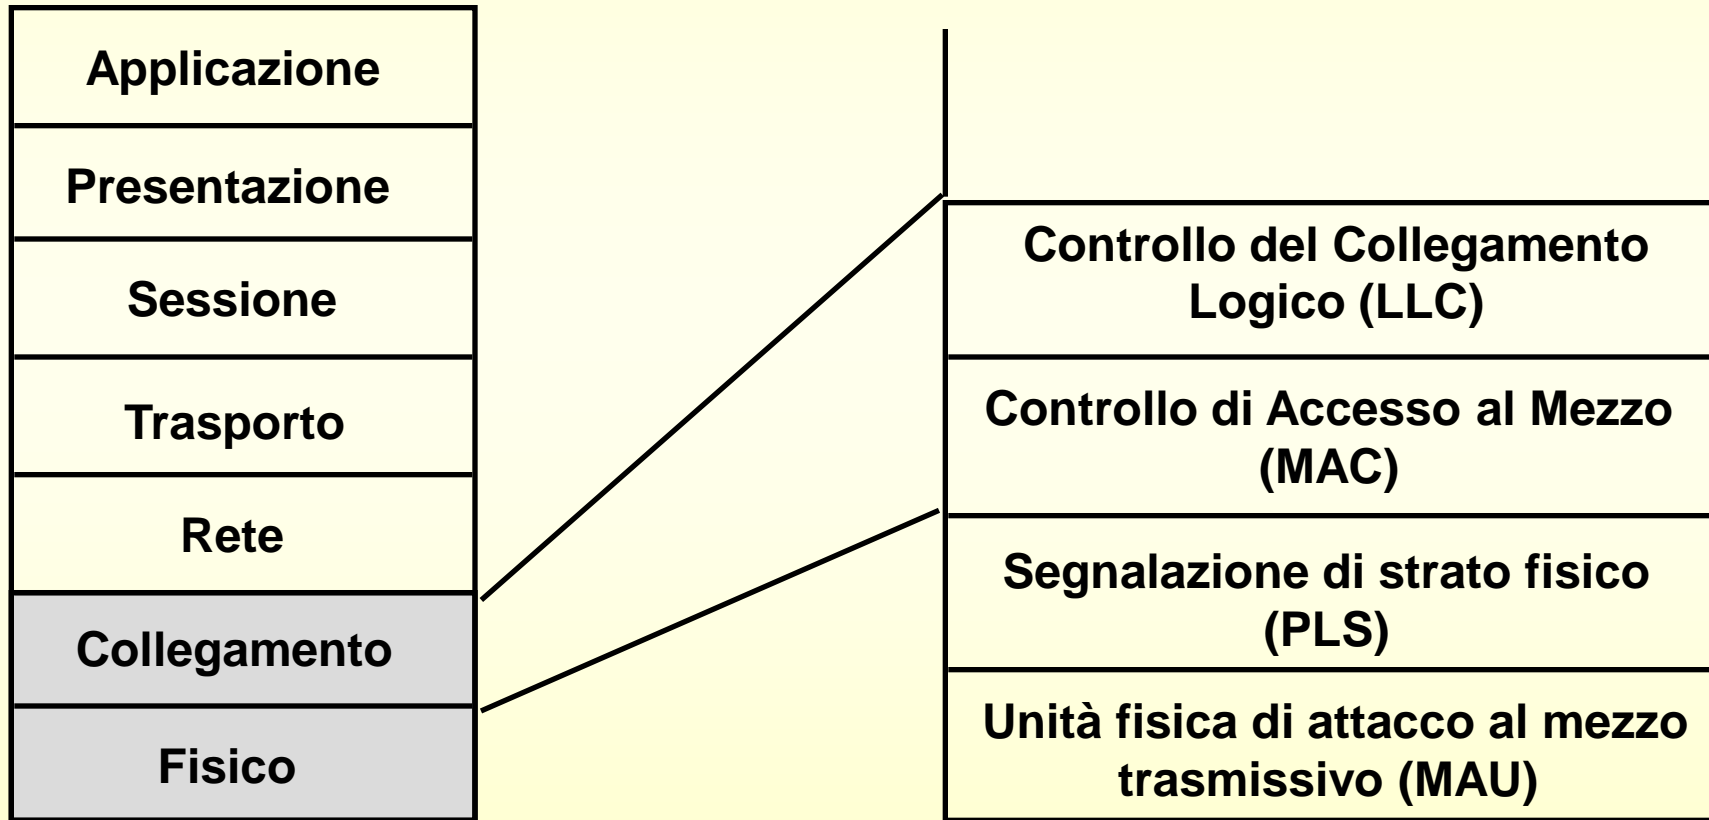 Applicazione
Presentazione
Sessione
Trasporto
Rete
Collegamento
Fisico
Controllo del Collegamento
Logico (LLC)
Controllo di Accesso al Mezzo
(MAC)
Segnalazione di strato fisico
(PLS)
Unità fisica di attacco al mezzo
trasmissivo (MAU)